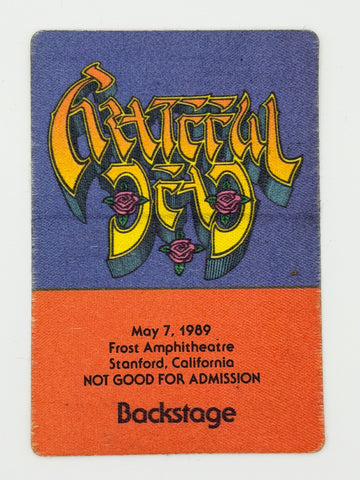 GRATEFUL
DEAD
May 7, 1989
Frost Amphitheatre
Stanford, California
NOT GOOD FOR ADMISSION
Backstage